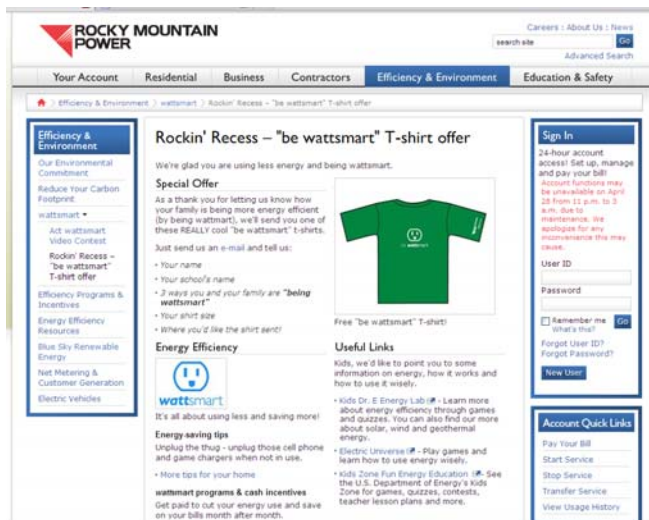 ROCKY MOUNTAIN
POWER
Careers : About Us : News
search site
Go
Advanced Search
Your Account
Residential
Business
Contractors
Efficiency & Environment
Education & Safety
Efficiency & Environment > wattsmart > Rockin' Recess – "be wattsmart" T-shirt offer
Efficiency &
Environment
Our Environmental
Commitment
Reduce Your Carbon
Footprint
wattsmart
Act wattsmart
Video Contest
Rockin' Recess –
"be wattsmart"
T-shirt offer
Efficiency Programs &
Incentives
Energy Efficiency
Resources
Blue Sky Renewable
Energy
Net Metering &
Customer Generation
Electric Vehicles
Rockin' Recess – "be wattsmart" T-shirt offer
We're glad you are using less energy and being wattsmart.
Special Offer
As a thank you for letting us know how
your family is being more energy efficient
(by being wattmart), we'll send you one of
these REALLY cool "be wattsmart" t-shirts.
Just send us an e-mail and tell us:
• Your name
• Your school's name
• 3 ways you and your family are "being
wattsmart"
• Your shirt size
• Where you'd like the shirt sent!
be wattsmart
Free "be wattsmart" T-shirt!
Energy Efficiency
wattsmart
It's all about using less and saving more!
Energy-saving tips
Unplug the thug - unplug those cell phone
and game chargers when not in use.
• More tips for your home
wattsmart programs & cash incentives
Get paid to cut your energy use and save
on your bills month after month.
Useful Links
Kids, we'd like to point you to some
information on energy, how it works and
how to use it wisely.
• Kids Dr. E Energy Lab - Learn more
about energy efficiency through games
and quizzes. You can also find our more
about solar, wind and geothermal
energy.
• Electric Universe - Play games and
learn how to use energy wisely.
• Kids Zone Fun Energy Education - See
the U.S. Department of Energy's Kids
Zone for games, quizzes, contests,
teacher lesson plans and more.
Sign In
24-hour account
access! Set up, manage
and pay your bill!
Account functions may
be unavailable on April
28 from 11 p.m. to 5
a.m. due to
maintenance. We
apologize for any
inconvenience this may
cause.
User ID
Password
Remember me
What's this?
Go
Forgot User ID?
Forgot Password?
New User
Account Quick Links
Pay Your Bill
Start Service
Stop Service
Transfer Service
View Usage History